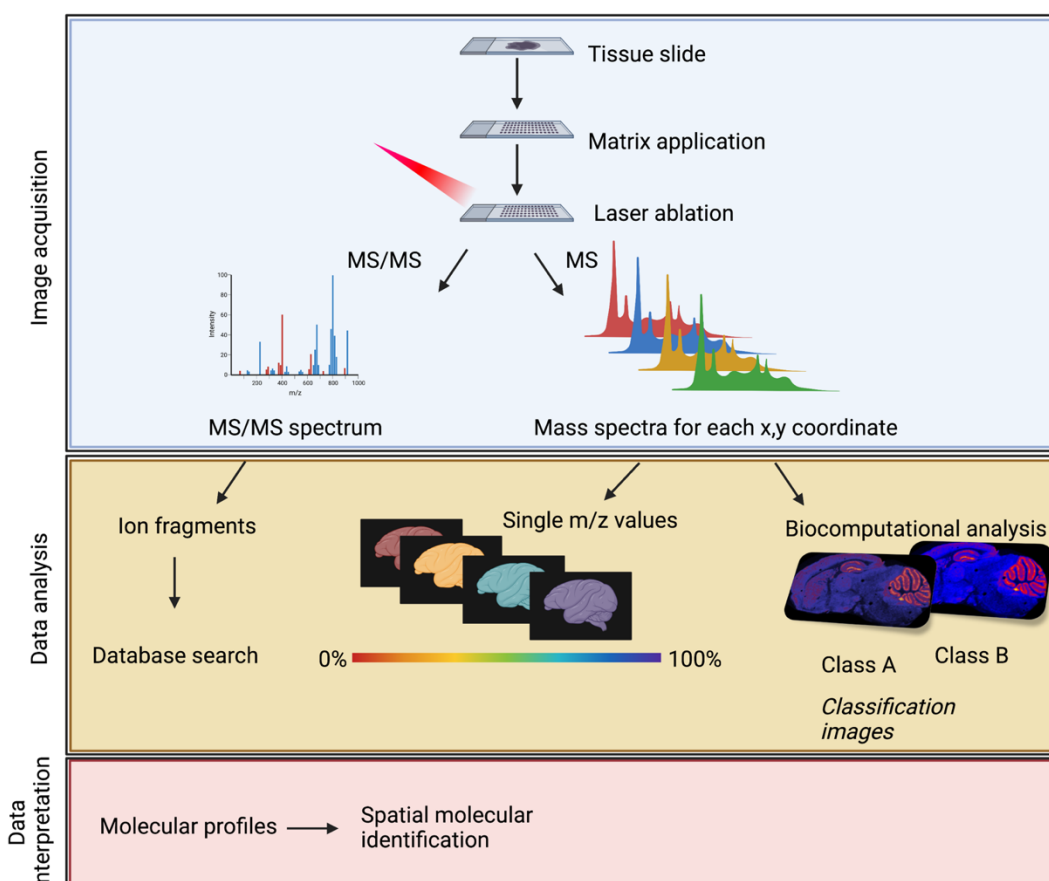 Image acquisition
Tissue slide
Matrix application
Laser ablation
MS/MS
MS
100
80
60
40
20
0
Intensity
200
400
600
800
1000
m/z
MS/MS spectrum
Mass spectra for each x,y coordinate
Data analysis
Ion fragments
Database search
Single m/z values
0%
100%
Biocomputational analysis
Class A
Class B
Classification
images
Data
interpretation
Molecular profiles
Spatial molecular
identification